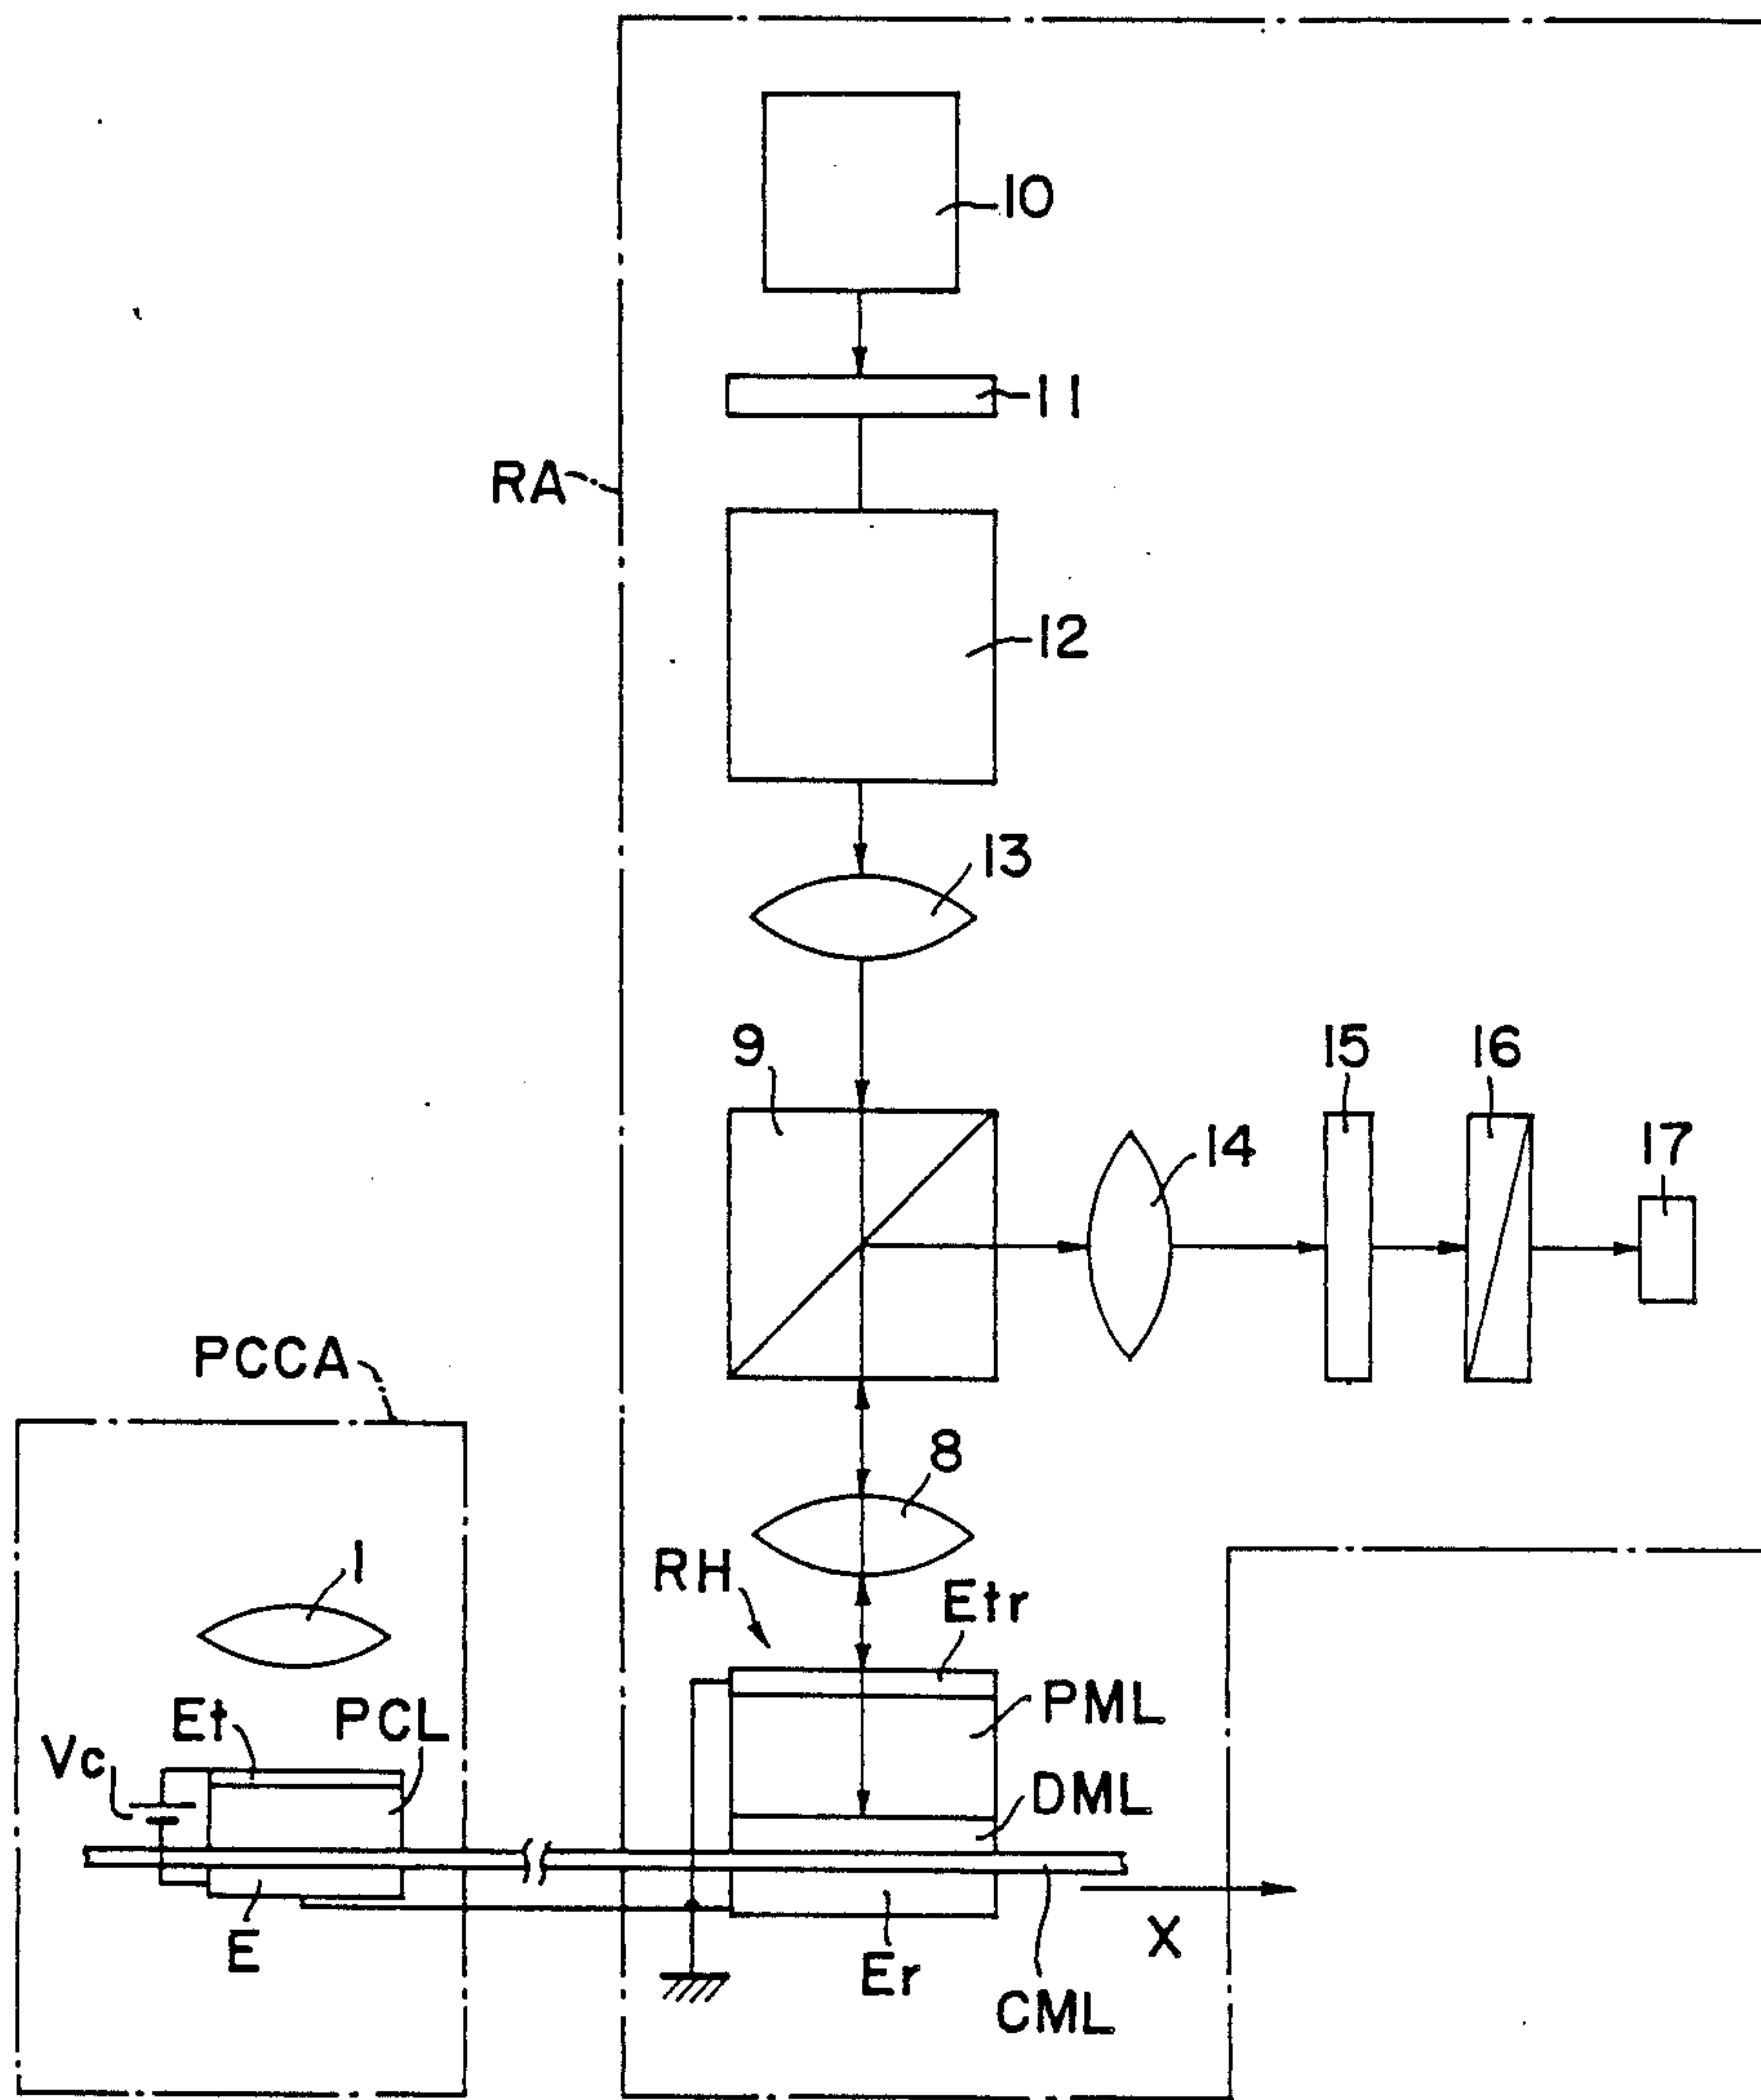 10
11
RA
12
13
9
15
16
17
14
PCCA
8
1
RH
Etr
PML
Et
PCL
Vc
DML
E
Er
X
CML